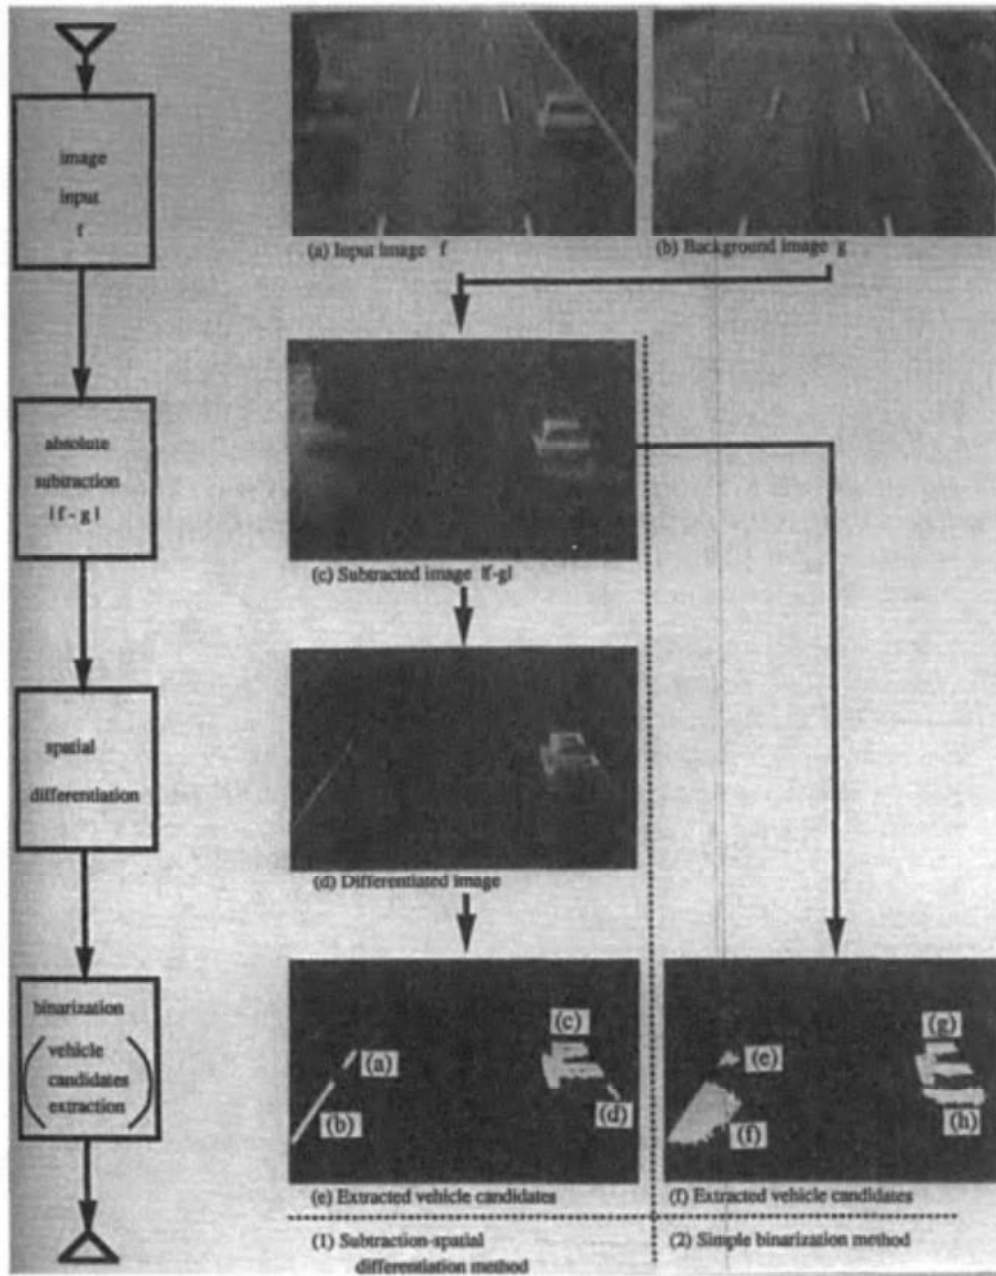 image
input
f
(a) Input image f
(b) Background image g
absolute
subtraction
| f - g |
(c) Subtracted image |f-g|
spatial
differentiation
(d) Differentiated image
binarization
vehicle
candidates
extraction
(a)
(b)
(c)
(d)
(e) Extracted vehicle candidates
(e)
(f)
(g)
(h)
(f) Extracted vehicle candidates
(1) Subtraction-spatial
differentiation method
(2) Simple binarization method